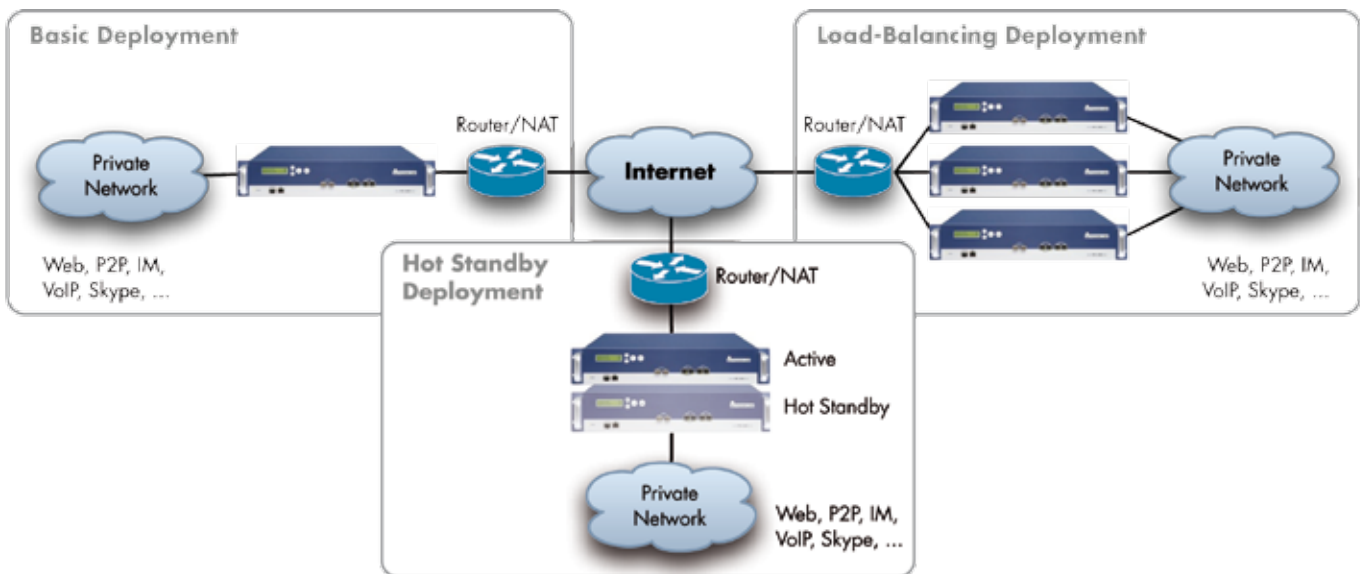 Basic Deployment
Router/NAT
Private
Network
Web, P2P, IM,
VoIP, Skype, ...
Internet
Load-Balancing Deployment
Router/NAT
Private
Network
Web, P2P, IM,
VoIP, Skype, ...
Hot Standby
Deployment
Router/NAT
Active
Hot Standby
Private
Network
Web, P2P, IM,
VoIP, Skype, ...